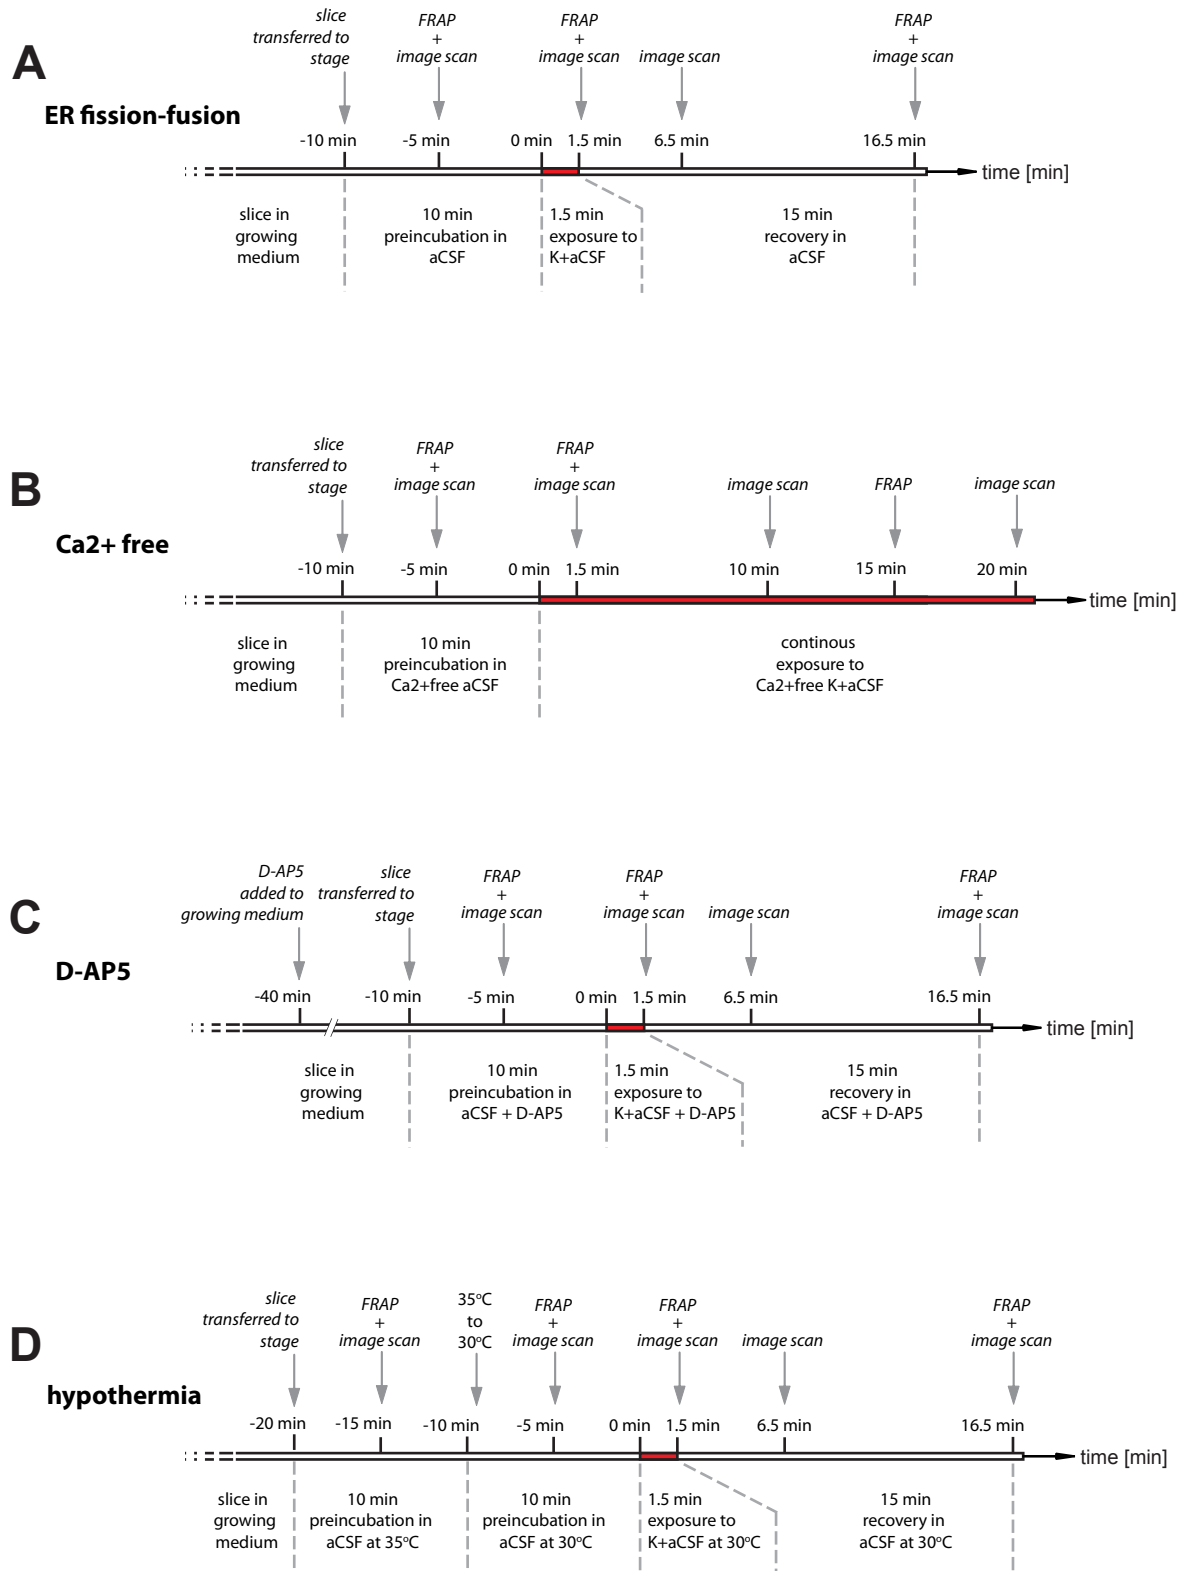 A
ER fission-fusion
slice
transferred to
stage
FRAP
+
image scan
FRAP
+
image scan
image scan
FRAP
+
image scan
-10 min
-5 min
0 min
1.5 min
6.5 min
16.5 min
time [min]
slice in
growing
medium
10 min
preincubation in
aCSF
1.5 min
exposure to
K+aCSF
15 min
recovery in
aCSF
B
Ca2+ free
slice
transferred to
stage
FRAP
+
image scan
FRAP
+
image scan
image scan
FRAP
image scan
-10 min
-5 min
0 min
1.5 min
10 min
15 min
20 min
time [min]
slice in
growing
medium
10 min
preincubation in
Ca2+free aCSF
continous
exposure to
Ca2+free K+aCSF
C
D-AP5
D-AP5
added to
growing medium
slice
transferred to
stage
FRAP
+
image scan
FRAP
+
image scan
image scan
FRAP
+
image scan
-40 min
-10 min
-5 min
0 min
1.5 min
6.5 min
16.5 min
time [min]
slice in
growing
medium
10 min
preincubation in
aCSF + D-AP5
1.5 min
exposure to
K+aCSF + D-AP5
15 min
recovery in
aCSF + D-AP5
D
hypothermia
slice
transferred to
stage
FRAP
+
image scan
35°C
to
30°C
FRAP
+
image scan
FRAP
+
image scan
image scan
FRAP
+
image scan
-20 min
-15 min
-10 min
-5 min
0 min
1.5 min
6.5 min
16.5 min
time [min]
slice in
growing
medium
10 min
preincubation in
aCSF at 35°C
10 min
preincubation in
aCSF at 30°C
1.5 min
exposure to
K+aCSF at 30°C
15 min
recovery in
aCSF at 30°C